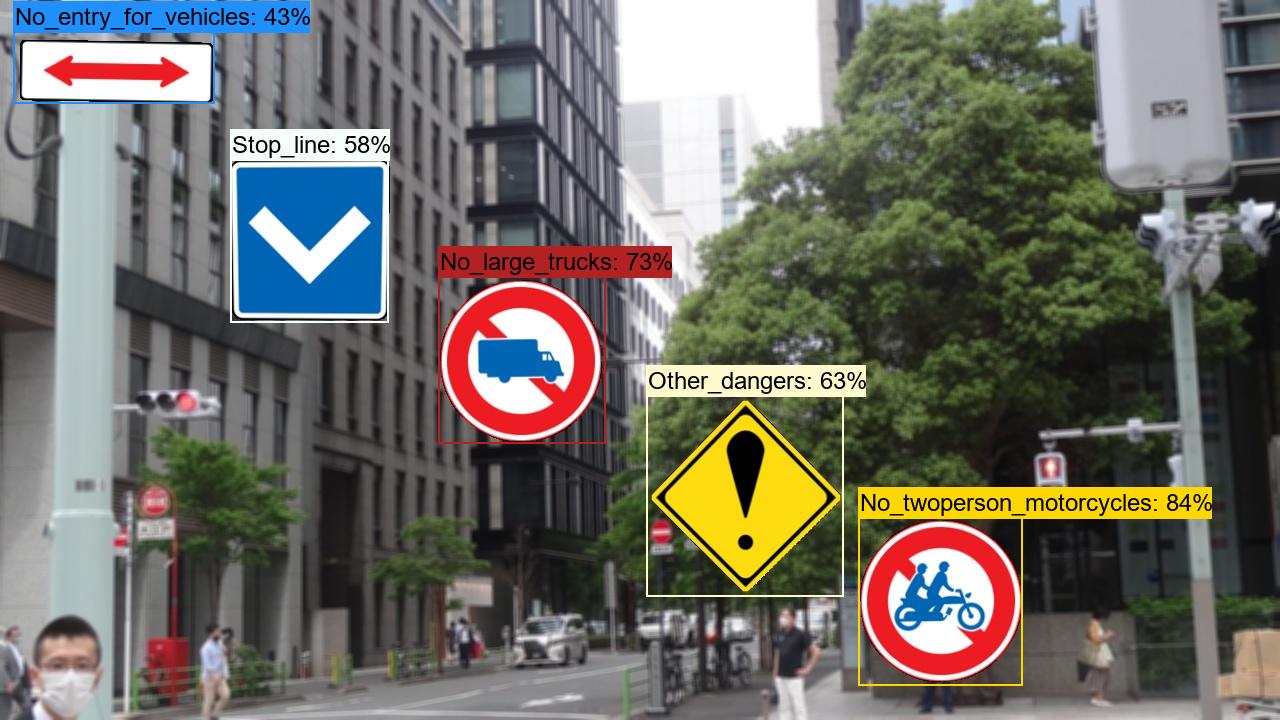 No_entry_for_vehicles: 43%
Stop_line: 58%
No_large_trucks: 73%
Other_dangers: 63%
No_twoperson_motorcycles: 84%